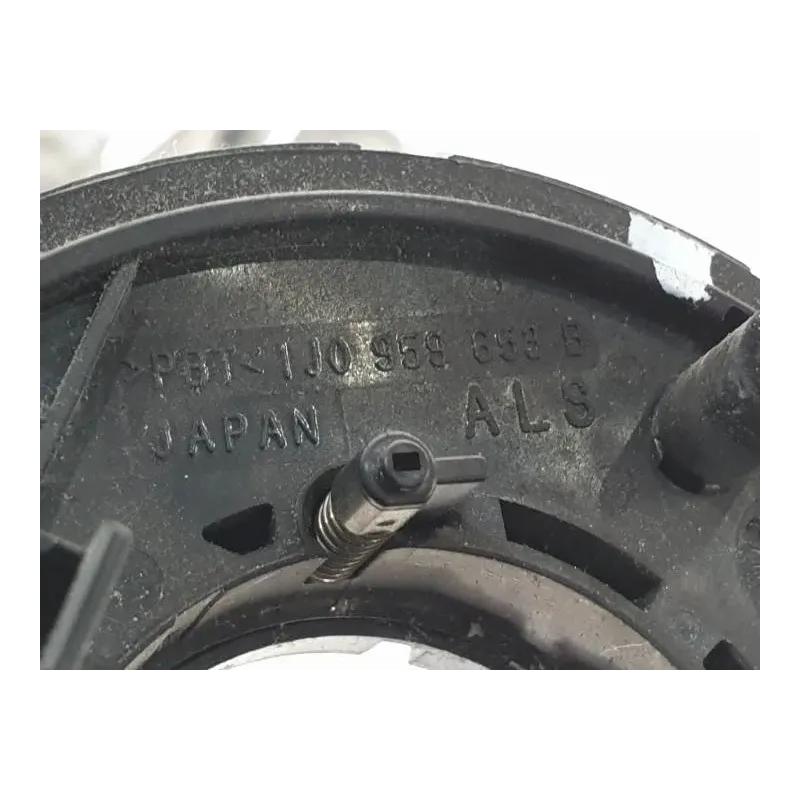 >PBT< 1J0 959 653 B
JAPAN ALS